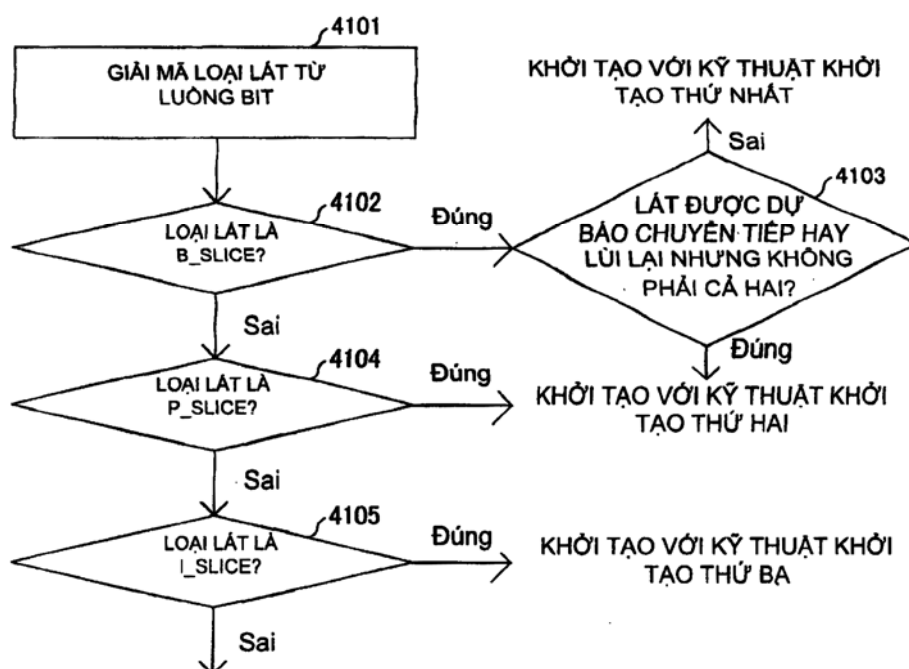 4101
GIẢI MÃ LOẠI LÁT TỪ
LUỒNG BIT
KHỞI TẠO VỚI KỸ THUẬT KHỞI
TẠO THỨ NHẤT
Sai
4102
LOẠI LÁT LÀ
B_SLICE?
Đúng
4103
LÁT ĐƯỢC DỰ
BÁO CHUYỂN TIẾP HAY
LÙI LẠI NHƯNG KHÔNG
PHẢI CẢ HAI?
Sai
Đúng
4104
LOẠI LÁT LÀ
P_SLICE?
Đúng
KHỞI TẠO VỚI KỸ THUẬT KHỞI
TẠO THỨ HAI
Sai
4105
LOẠI LÁT LÀ
I_SLICE?
Đúng
KHỞI TẠO VỚI KỸ THUẬT KHỞI
TẠO THỨ BA
Sai